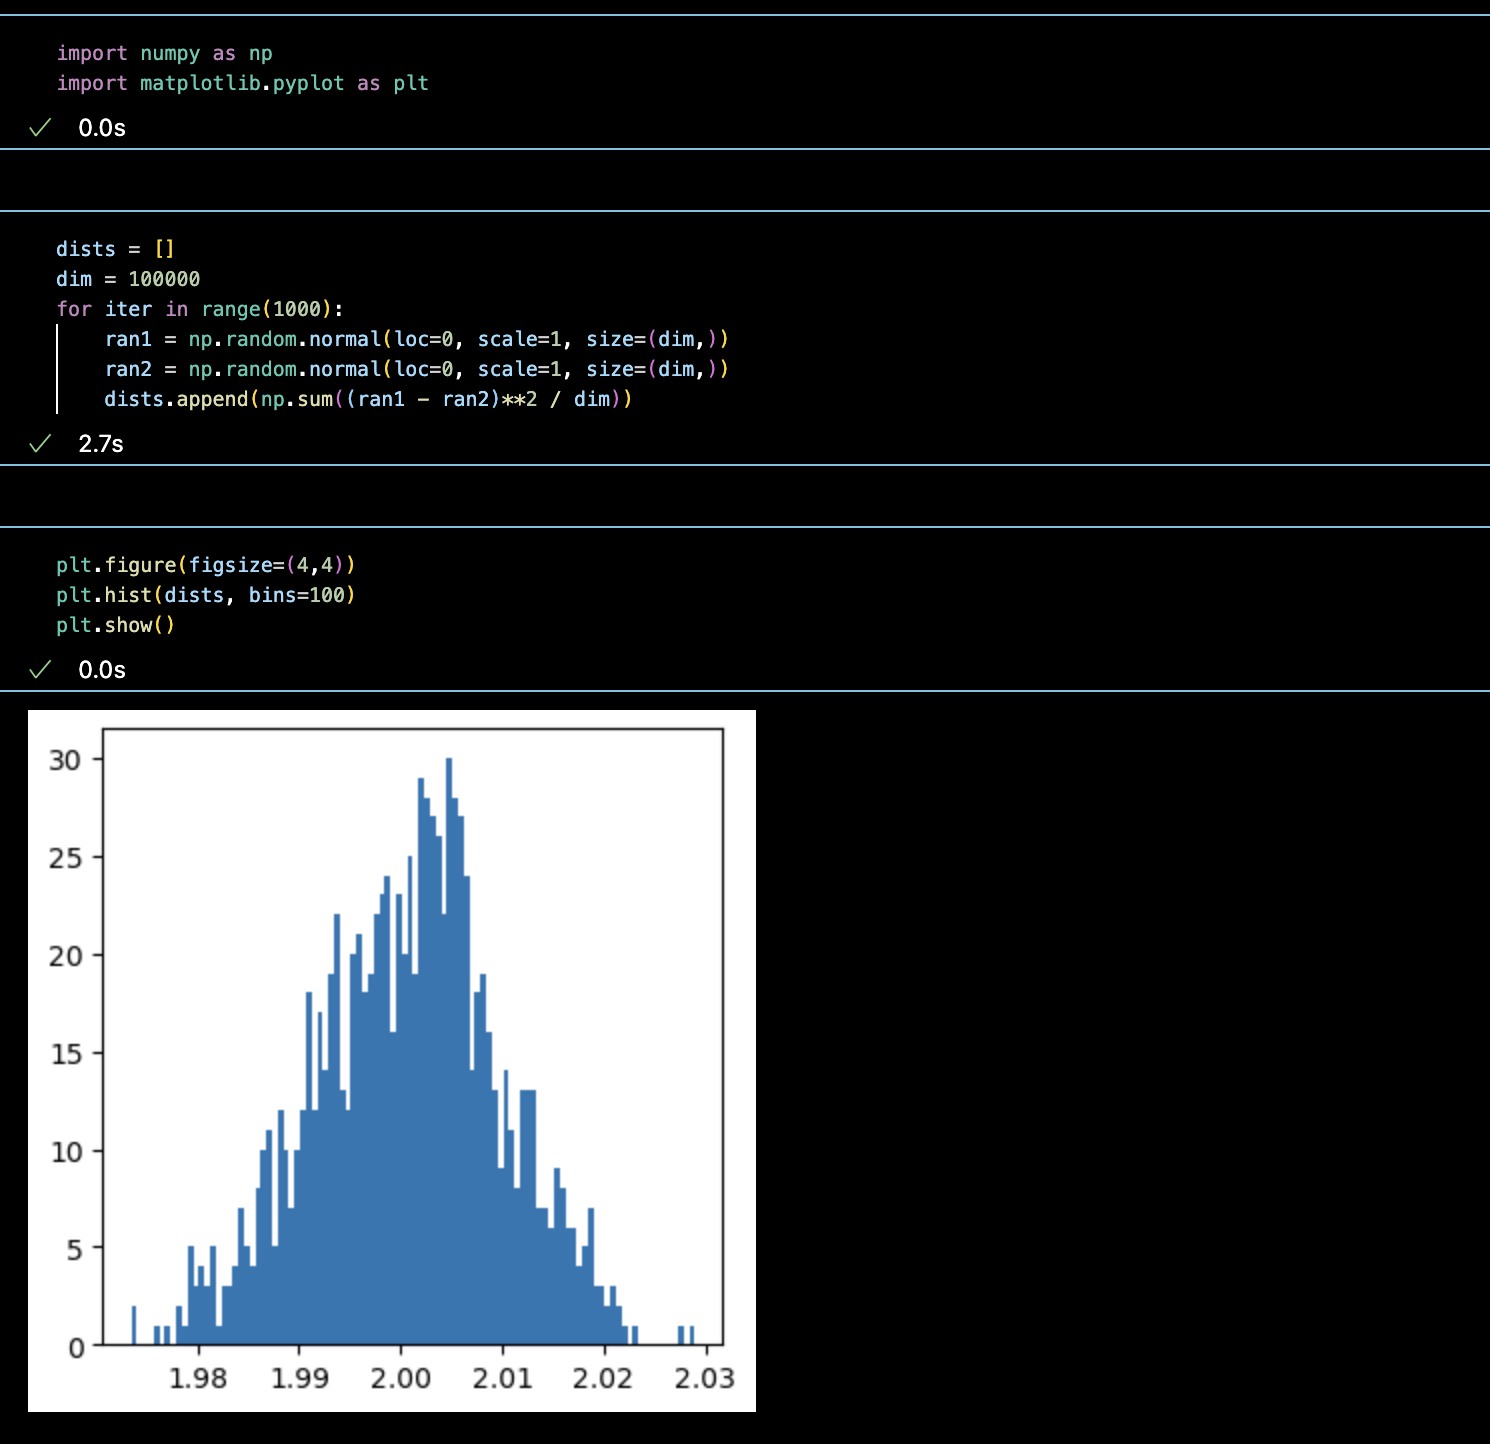 import numpy as np
import matplotlib.pyplot as plt
0.0s
dists = []
dim = 100000
for iter in range(1000):
    ran1 = np.random.normal(loc=0, scale=1, size=(dim,))
    ran2 = np.random.normal(loc=0, scale=1, size=(dim,))
    dists.append(np.sum((ran1 - ran2)**2 / dim))
2.7s
plt.figure(figsize=(4,4))
plt.hist(dists, bins=100)
plt.show()
0.0s
30
25
20
15
10
5
0
1.98 1.99 2.00 2.01 2.02 2.03